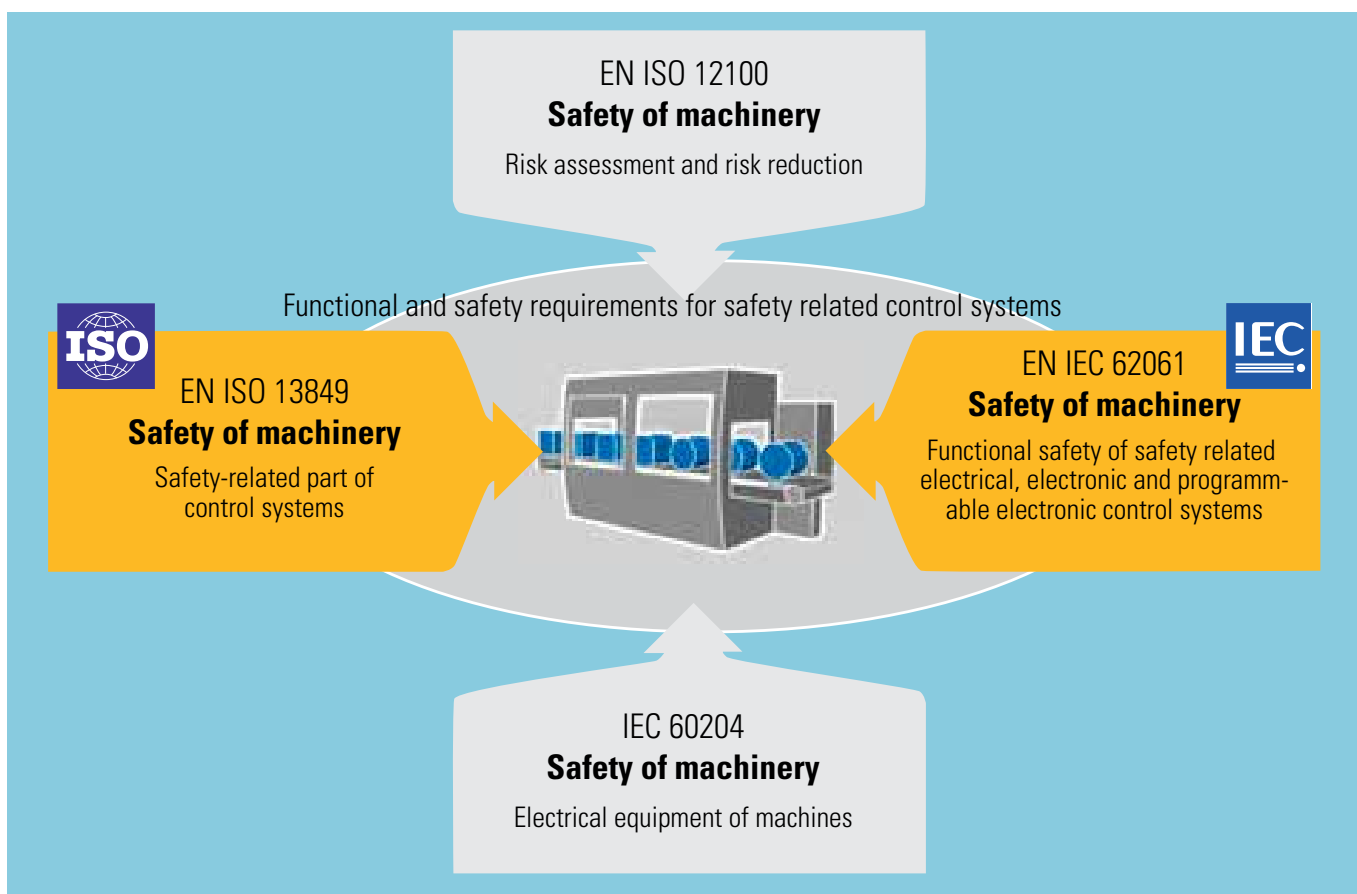 EN ISO 12100
Safety of machinery
Risk assessment and risk reduction
Functional and safety requirements for safety related control systems
ISO
EN ISO 13849
Safety of machinery
Safety-related part of
control systems
IEC
EN IEC 62061
Safety of machinery
Functional safety of safety related
electrical, electronic and programm-
able electronic control systems
IEC 60204
Safety of machinery
Electrical equipment of machines